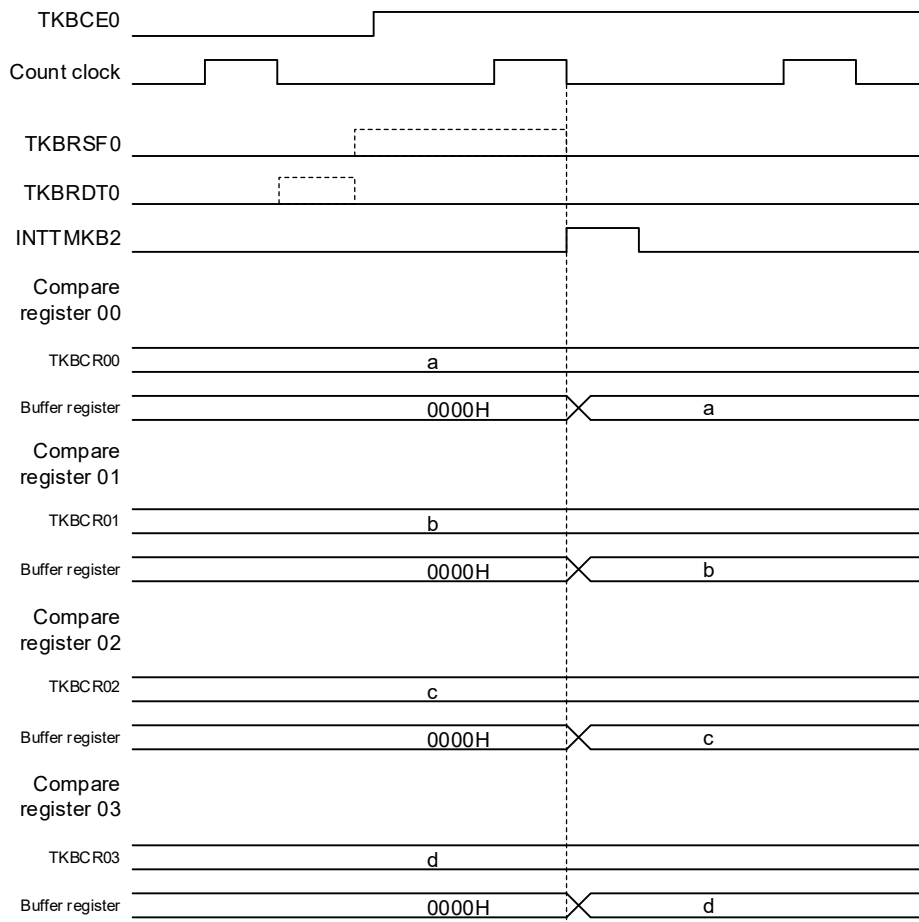 TKBCE0
Count clock
TKBRSF0
TKBRDT0
INTTMKB2
Compare
register 00
TKBCR00
a
Buffer register
0000H
a
Compare
register 01
TKBCR01
b
Buffer register
0000H
b
Compare
register 02
TKBCR02
c
Buffer register
0000H
c
Compare
register 03
TKBCR03
d
Buffer register
0000H
d